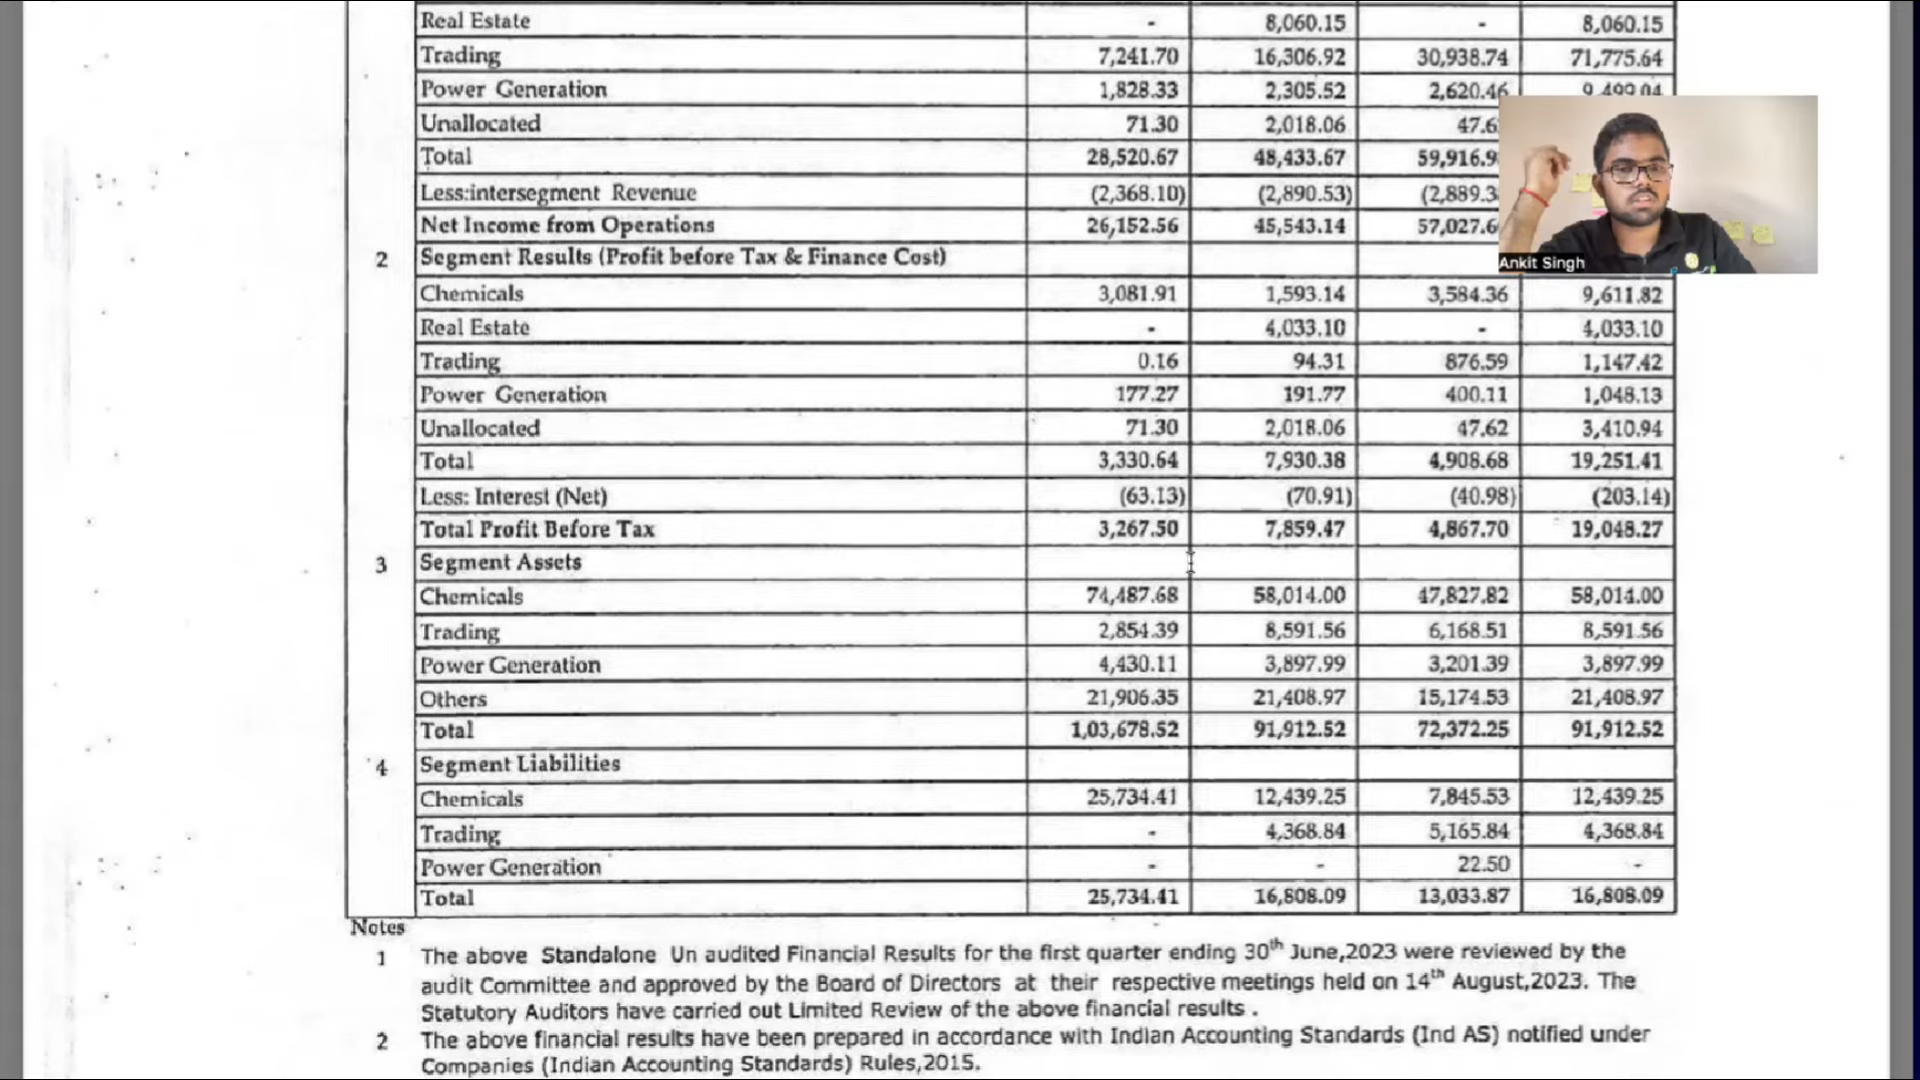 Real Estate - 8,060.15 - 8,060.15
Trading 7,241.70 16,306.92 30,938.74 71,775.64
Power Generation 1,828.33 2,305.52 2,620.46
Unallocated 71.30 2,018.06 47.6
Total 28,520.67 48,433.67 59,916.9
Less:intersegment Revenue (2,368.10) (2,890.53) (2,889.3
Net Income from Operations 26,152.56 45,543.14 57,027.6
Ankit Singh
2 Segment Results (Profit before Tax & Finance Cost)
Chemicals 3,081.91 1,593.14 3,584.36 9,611.82
Real Estate - 4,033.10 - 4,033.10
Trading 0.16 94.31 876.59 1,147.42
Power Generation 177.27 191.77 400.11 1,048.13
Unallocated 71.30 2,018.06 47.62 3,410.94
Total 3,330.64 7,930.38 4,908.68 19,251.41
Less: Interest (Net) (63.13) (70.91) (40.98) (203.14)
Total Profit Before Tax 3,267.50 7,859.47 4,867.70 19,048.27
3 Segment Assets
Chemicals 74,487.68 58,014.00 47,827.82 58,014.00
Trading 2,854.39 8,591.56 6,168.51 8,591.56
Power Generation 4,430.11 3,897.99 3,201.39 3,897.99
Others 21,906.35 21,408.97 15,174.53 21,408.97
Total 1,03,678.52 91,912.52 72,372.25 91,912.52
4 Segment Liabilities
Chemicals 25,734.41 12,439.25 7,845.53 12,439.25
Trading - 4,368.84 5,165.84 4,368.84
Power Generation - - 22.50 -
Total 25,734.41 16,808.09 13,033.87 16,808.09
Notes
1 The above Standalone Un audited Financial Results for the first quarter ending 30th June,2023 were reviewed by the
audit Committee and approved by the Board of Directors at their respective meetings held on 14th August,2023. The
Statutory Auditors have carried out Limited Review of the above financial results .
2 The above financial results have been prepared in accordance with Indian Accounting Standards (Ind AS) notified under
Companies (Indian Accounting Standards) Rules,2015.